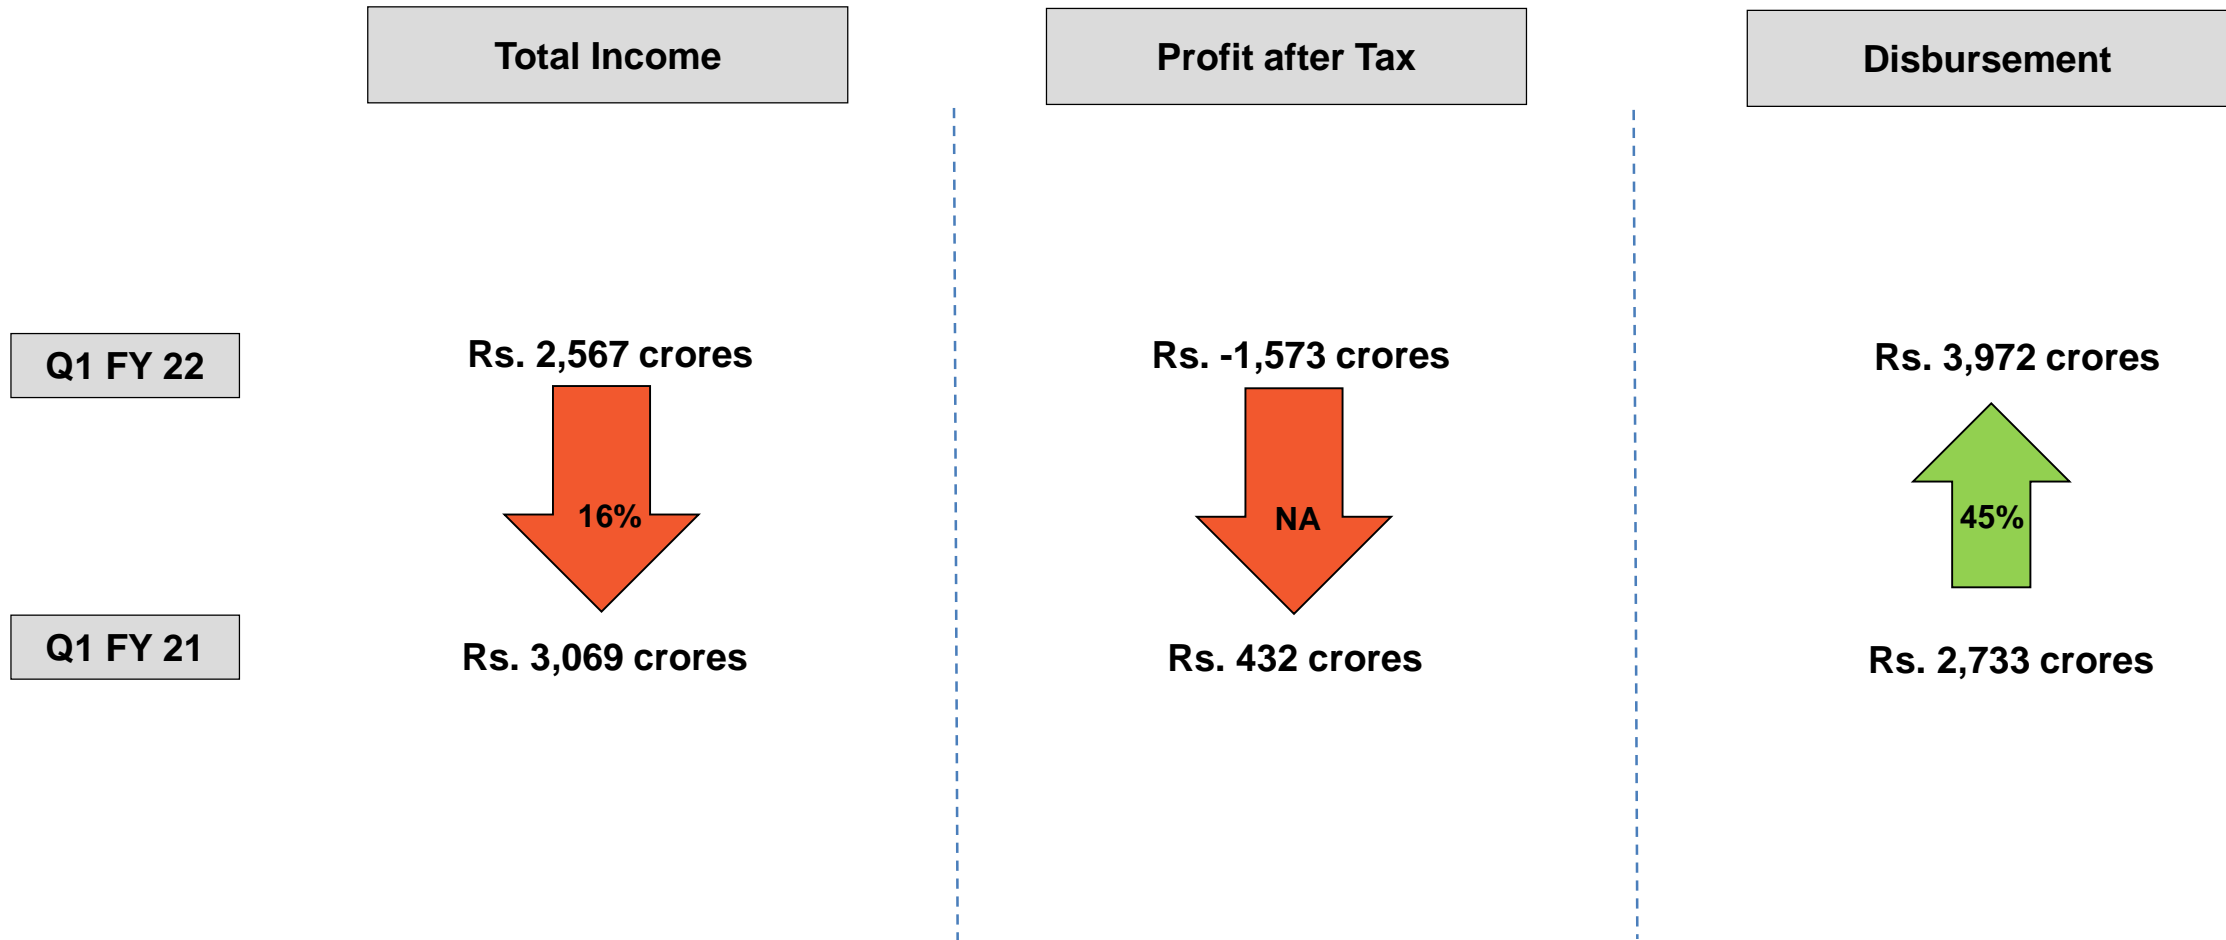 Total Income
Profit after Tax
Disbursement
Q1 FY 22
Rs. 2,567 crores
Rs. -1,573 crores
Rs. 3,972 crores
16%
NA
45%
Q1 FY 21
Rs. 3,069 crores
Rs. 432 crores
Rs. 2,733 crores